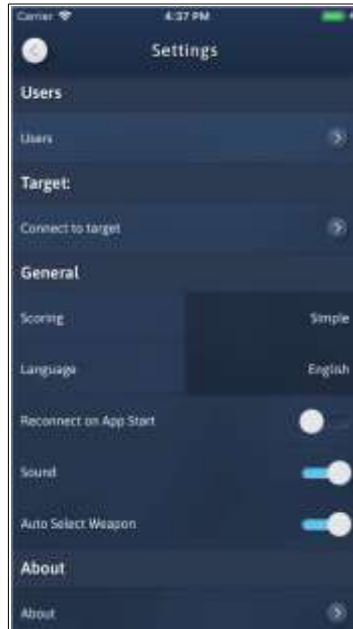 Carrier 4:37 PM
Settings
Users
Users
Target:
Connect to target
General
Scoring Simple
Language English
Reconnect on App Start
Sound
Auto Select Weapon
About
About